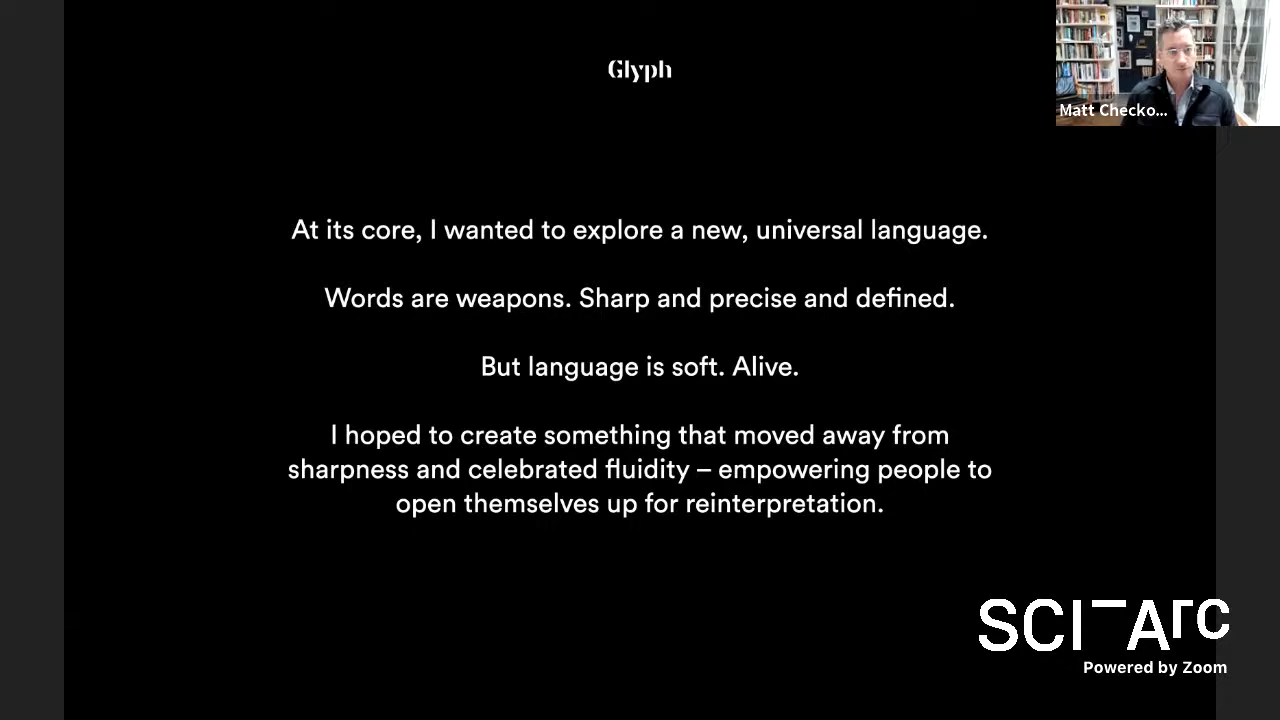 Glyph
Matt Checko...
At its core, I wanted to explore a new, universal language.
Words are weapons. Sharp and precise and defined.
But language is soft. Alive.
I hoped to create something that moved away from
sharpness and celebrated fluidity – empowering people to
open themselves up for reinterpretation.
SCI-Arc
Powered by Zoom